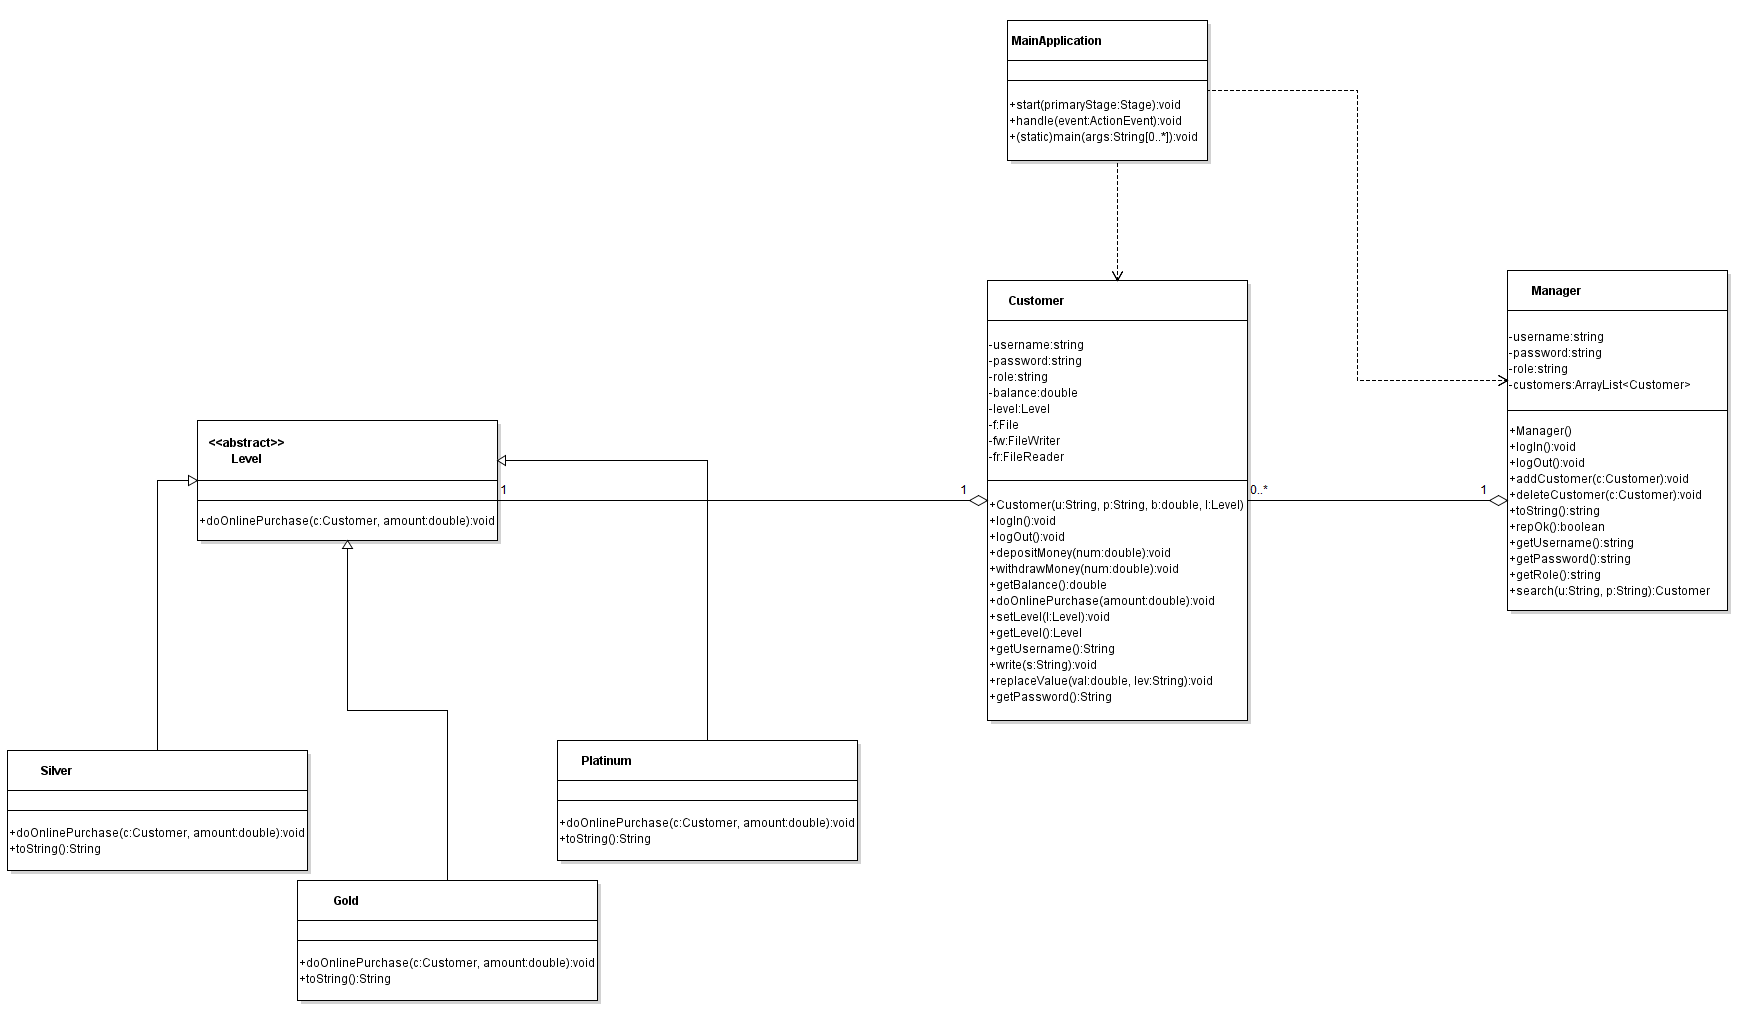 MainApplication
+start(primaryStage:Stage):void
+handle(event:ActionEvent):void
+(static)main(args:String[0..*]):void
Customer
-username:string
-password:string
-role:string
-balance:double
-level:Level
-f:File
-fw:FileWriter
-fr:FileReader
+Customer(u:String, p:String, b:double, l:Level)
+logIn():void
+logOut():void
+depositMoney(num:double):void
+withdrawMoney(num:double):void
+getBalance():double
+doOnlinePurchase(amount:double):void
+setLevel(l:Level):void
+getLevel():Level
+getUsername():String
+write(s:String):void
+replaceValue(val:double, lev:String):void
+getPassword():String
Manager
-username:string
-password:string
-role:string
-customers:ArrayList<Customer>
+Manager()
+logIn():void
+logOut():void
+addCustomer(c:Customer):void
+deleteCustomer(c:Customer):void
+toString():string
+repOk():boolean
+getUsername():string
+getPassword():string
+getRole():string
+search(u:String, p:String):Customer
<<abstract>>
Level
+doOnlinePurchase(c:Customer, amount:double):void
1
1
0..*
1
Silver
+doOnlinePurchase(c:Customer, amount:double):void
+toString():String
Platinum
+doOnlinePurchase(c:Customer, amount:double):void
+toString():String
Gold
+doOnlinePurchase(c:Customer, amount:double):void
+toString():String